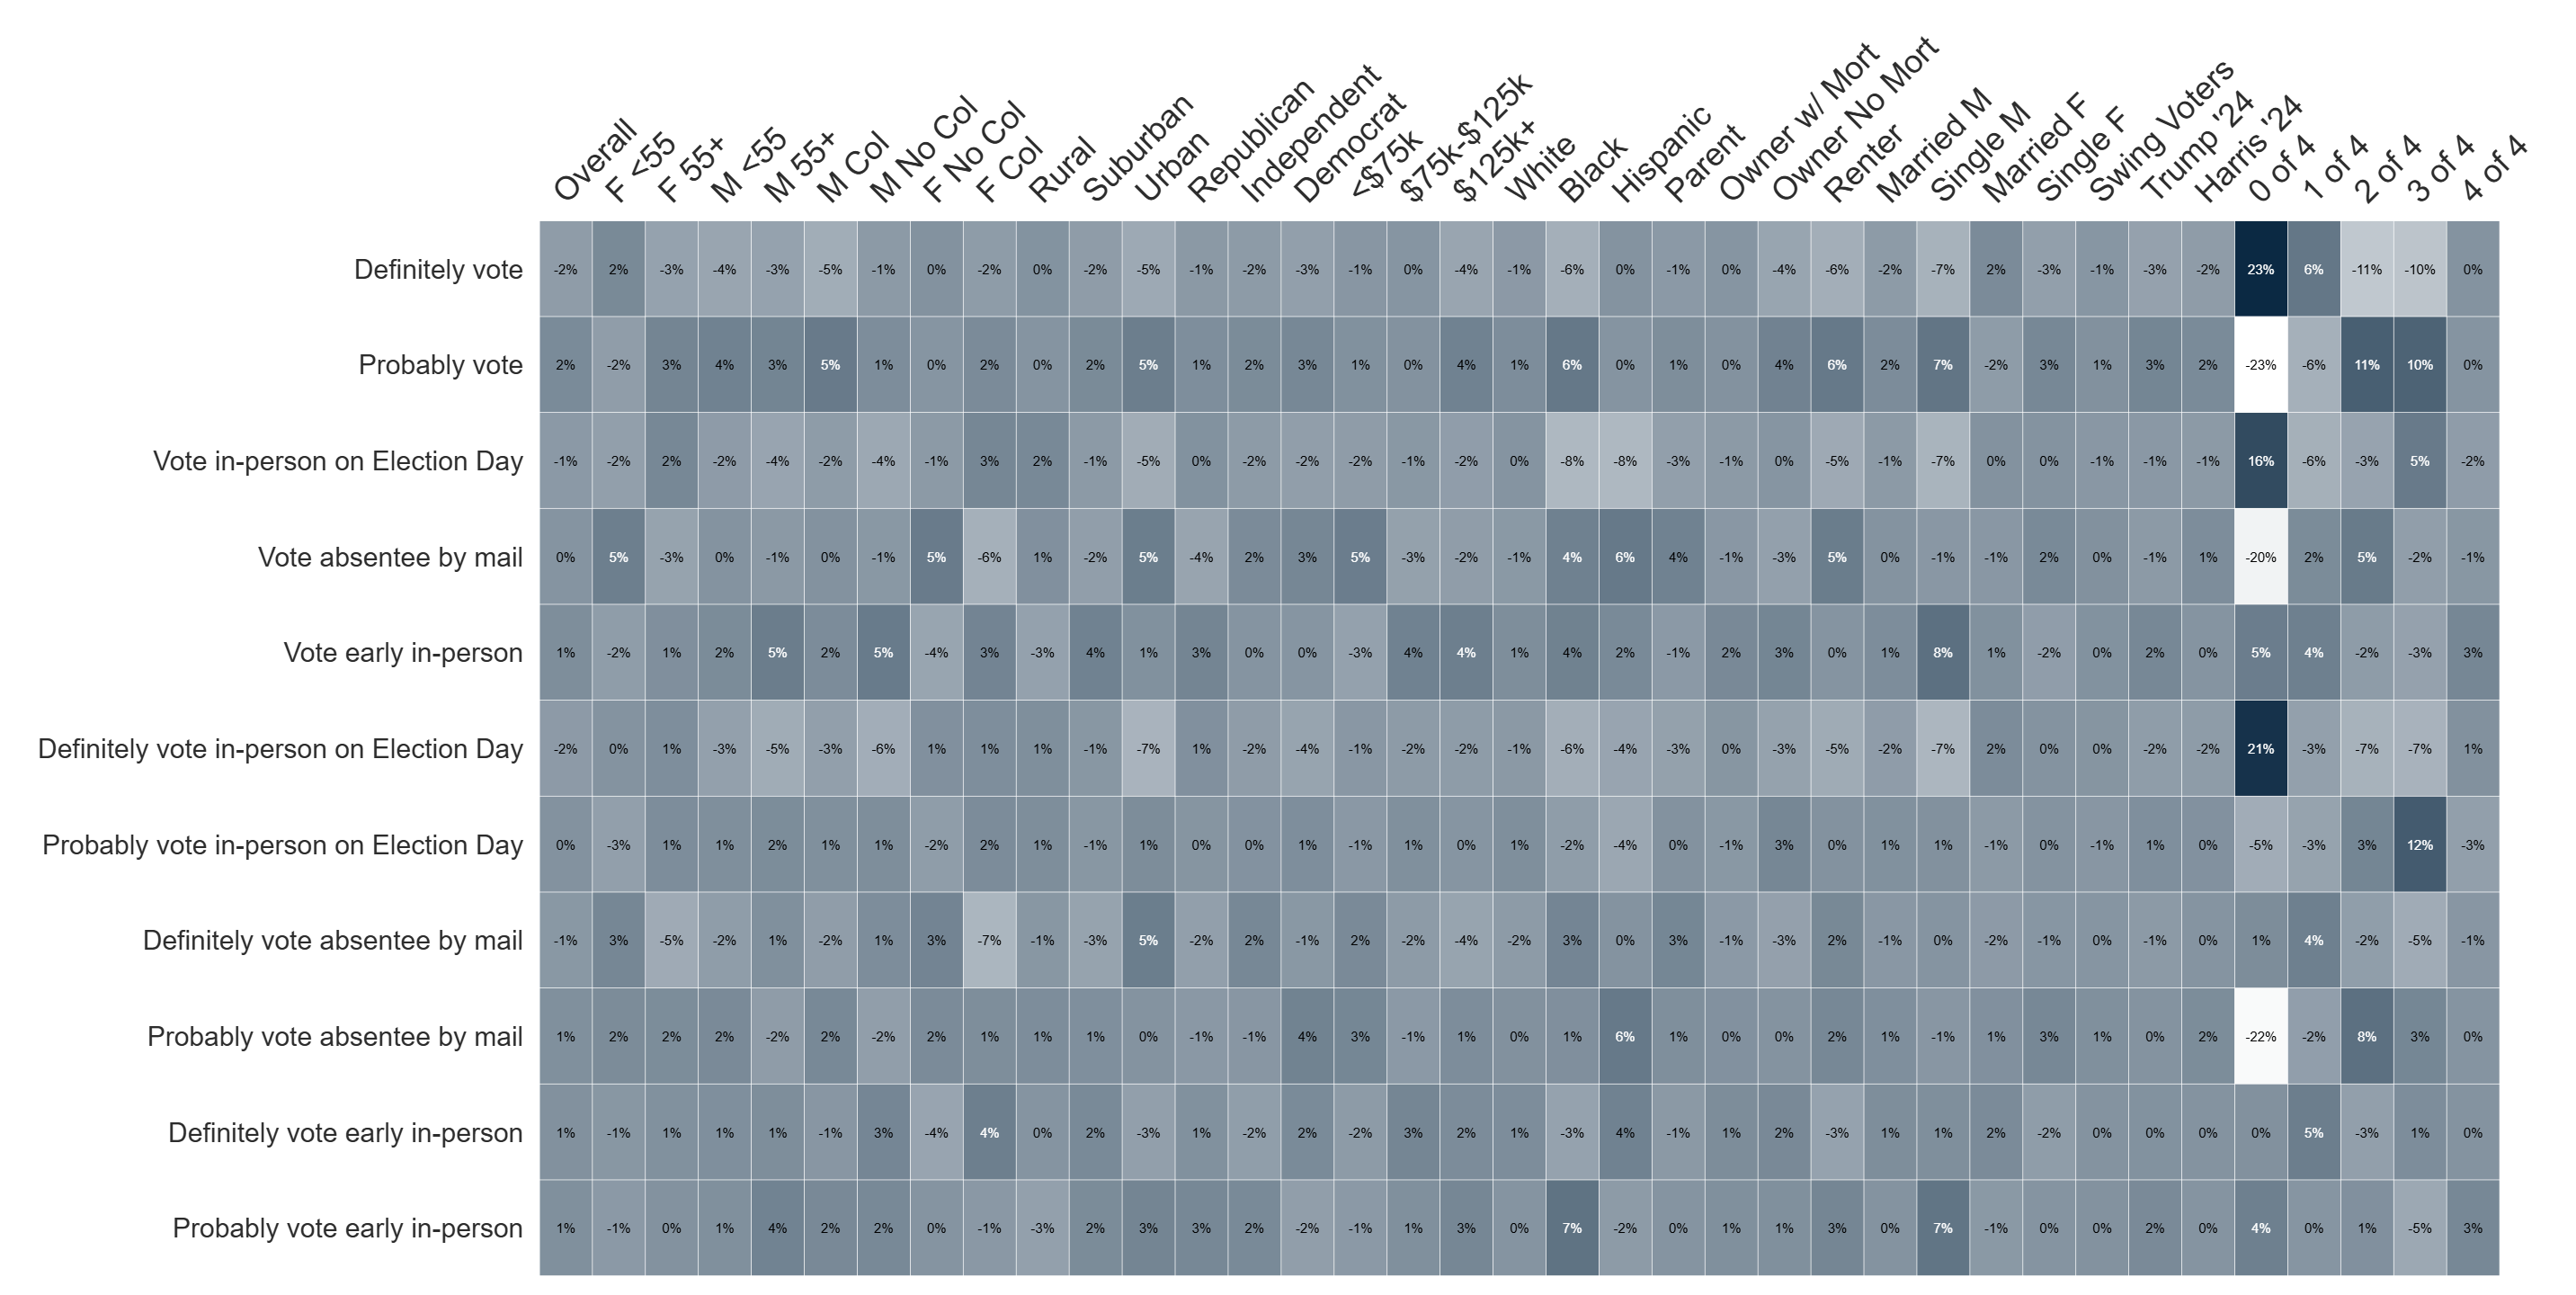 Overall F <55 F 55+ M <55 M 55+ M Col M No Col F No Col F Col Rural Suburban Urban Republican Independent Democrat <$75k $75k-$125k $125k+ White Black Hispanic Parent Owner w/ Mort Owner No Mort Renter Married M Single M Married F Single F Swing Voters Trump '24 Harris '24 0 of 4 1 of 4 2 of 4 3 of 4 4 of 4
Definitely vote -2% 2% -3% -4% -3% -5% -1% 0% -2% 0% -2% -5% -1% -2% -3% -1% 0% -4% -1% -6% 0% -1% 0% -4% -6% -2% -7% 2% -3% -1% -3% -2% 23% 6% -11% -10% 0%
Probably vote 2% -2% 3% 4% 3% 5% 1% 0% 2% 0% 2% 5% 1% 2% 3% 1% 0% 4% 1% 6% 0% 1% 0% 4% 6% 2% 7% -2% 3% 1% 3% 2% -23% -6% 11% 10% 0%
Vote in-person on Election Day -1% -2% 2% -2% -4% -2% -4% -1% 3% 2% -1% -5% 0% -2% -2% -2% -1% -2% 0% -8% -8% -3% -1% 0% -5% -1% -7% 0% 0% -1% -1% -1% 16% -6% -3% 5% -2%
Vote absentee by mail 0% 5% -3% 0% -1% 0% -1% 5% -6% 1% -2% 5% -4% 2% 3% 5% -3% -2% -1% 4% 6% 4% -1% -3% 5% 0% -1% -1% 2% 0% -1% 1% -20% 2% 5% -2% -1%
Vote early in-person 1% -2% 1% 2% 5% 2% 5% -4% 3% -3% 4% 1% 3% 0% 0% -3% 4% 4% 1% 4% 2% -1% 2% 3% 0% 1% 8% 1% -2% 0% 2% 0% 5% 4% -2% -3% 3%
Definitely vote in-person on Election Day -2% 0% 1% -3% -5% -3% -6% 1% 1% 1% -1% -7% 1% -2% -4% -1% -2% -2% -1% -6% -4% -3% 0% -3% -5% -2% -7% 2% 0% 0% -2% -2% 21% -3% -7% -7% 1%
Probably vote in-person on Election Day 0% -3% 1% 1% 2% 1% 1% -2% 2% 1% -1% 1% 0% 0% 1% -1% 1% 0% 1% -2% -4% 0% -1% 3% 0% 1% 1% -1% 0% -1% 1% 0% -5% -3% 3% 12% -3%
Definitely vote absentee by mail -1% 3% -5% -2% 1% -2% 1% 3% -7% -1% -3% 5% -2% 2% -1% 2% -2% -4% -2% 3% 0% 3% -1% -3% 2% -1% 0% -2% -1% 0% -1% 0% 1% 4% -2% -5% -1%
Probably vote absentee by mail 1% 2% 2% 2% -2% 2% -2% 2% 1% 1% 1% 0% -1% -1% 4% 3% -1% 1% 0% 1% 6% 1% 0% 0% 2% 1% -1% 1% 3% 1% 0% 2% -22% -2% 8% 3% 0%
Definitely vote early in-person 1% -1% 1% 1% 1% -1% 3% -4% 4% 0% 2% -3% 1% -2% 2% -2% 3% 2% 1% -3% 4% -1% 1% 2% -3% 1% 1% 2% -2% 0% 0% 0% 0% 5% -3% 1% 0%
Probably vote early in-person 1% -1% 0% 1% 4% 2% 2% 0% -1% -3% 2% 3% 3% 2% -2% -1% 1% 3% 0% 7% -2% 0% 1% 1% 3% 0% 7% -1% 0% 0% 2% 0% 4% 0% 1% -5% 3%